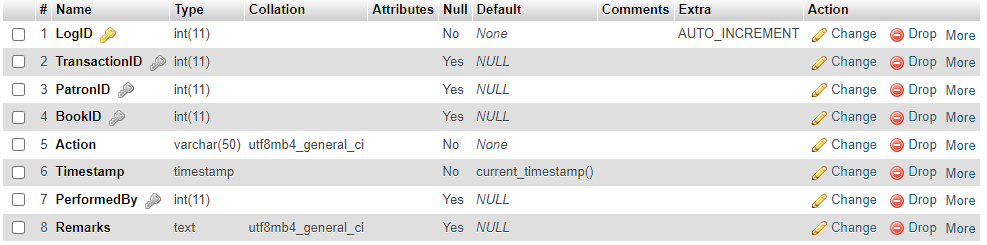 # Name Type Collation Attributes Null Default Comments Extra Action
1 LogID int(11) No None AUTO_INCREMENT Change Drop More
2 TransactionID int(11) Yes NULL Change Drop More
3 PatronID int(11) Yes NULL Change Drop More
4 BookID int(11) Yes NULL Change Drop More
5 Action varchar(50) utf8mb4_general_ci No None Change Drop More
6 Timestamp timestamp No current_timestamp() Change Drop More
7 PerformedBy int(11) Yes NULL Change Drop More
8 Remarks text utf8mb4_general_ci Yes NULL Change Drop More